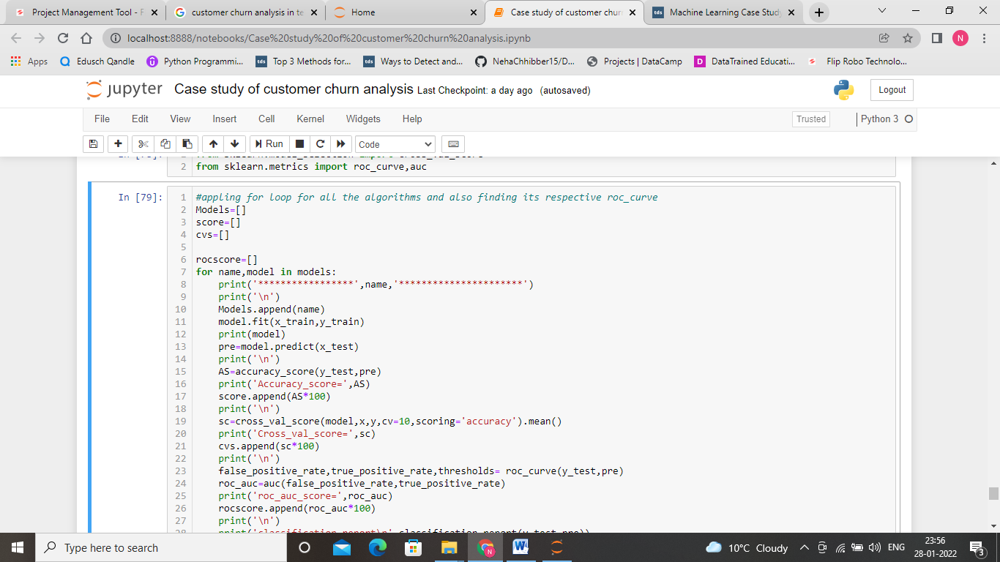 Project Management Tool - F
customer churn analysis in te
Home
Case study of customer churn
Machine Learning Case Study
localhost:8888/notebooks/Case%20study%20of%20customer%20churn%20analysis.ipynb
N
Apps
Edusch Qandle
Python Programmi...
Top 3 Methods for...
Ways to Detect and...
NehaChhibber15/D...
Projects | DataCamp
DataTrained Educati...
Flip Robo Technolo...
jupyter Case study of customer churn analysis Last Checkpoint: a day ago (autosaved)
Logout
File Edit View Insert Cell Kernel Widgets Help
Trusted
Python 3
Run
Code
2 from sklearn.metrics import roc_curve,auc
In [79]:
1 #appling for loop for all the algorithms and also finding its respective roc_curve
2 Models=[]
3 score=[]
4 cvs=[]
5
6 rocscore=[]
7 for name,model in models:
8 print('*****************',name,'**********************')
9 print('\n')
10 Models.append(name)
11 model.fit(x_train,y_train)
12 print(model)
13 pre=model.predict(x_test)
14 print('\n')
15 AS=accuracy_score(y_test,pre)
16 print('Accuracy_score=',AS)
17 score.append(AS*100)
18 print('\n')
19 sc=cross_val_score(model,x,y,cv=10,scoring='accuracy').mean()
20 print('Cross_val_score=',sc)
21 cvs.append(sc*100)
22 print('\n')
23 false_positive_rate,true_positive_rate,thresholds= roc_curve(y_test,pre)
24 roc_auc=auc(false_positive_rate,true_positive_rate)
25 print('roc_auc_score=',roc_auc)
26 rocscore.append(roc_auc*100)
27 print('\n')
Type here to search
10°C Cloudy
ENG
23:56
28-01-2022
3